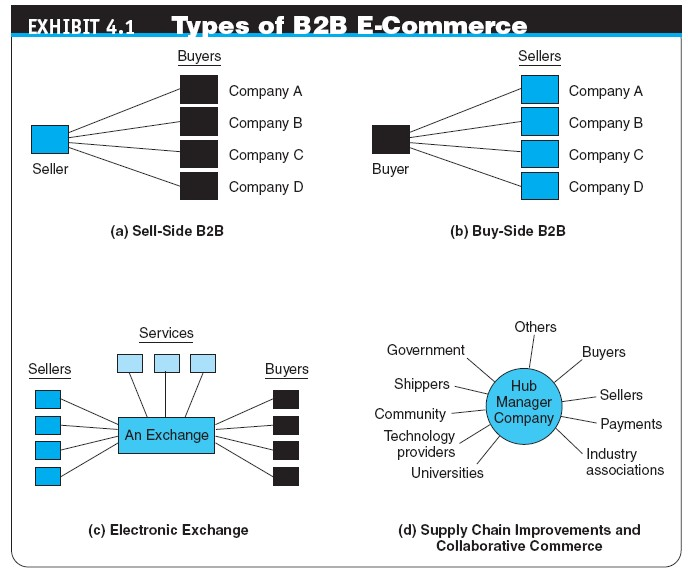 EXHIBIT 4.1 Types of B2B E-Commerce
Buyers
Company A
Company B
Company C
Company D
Seller
(a) Sell-Side B2B
Sellers
Company A
Company B
Company C
Company D
Buyer
(b) Buy-Side B2B
Services
Sellers
Buyers
An Exchange
(c) Electronic Exchange
Others
Government
Buyers
Shippers
Hub
Manager
Company
Sellers
Community
Payments
Technology
providers
Industry
associations
Universities
(d) Supply Chain Improvements and
Collaborative Commerce